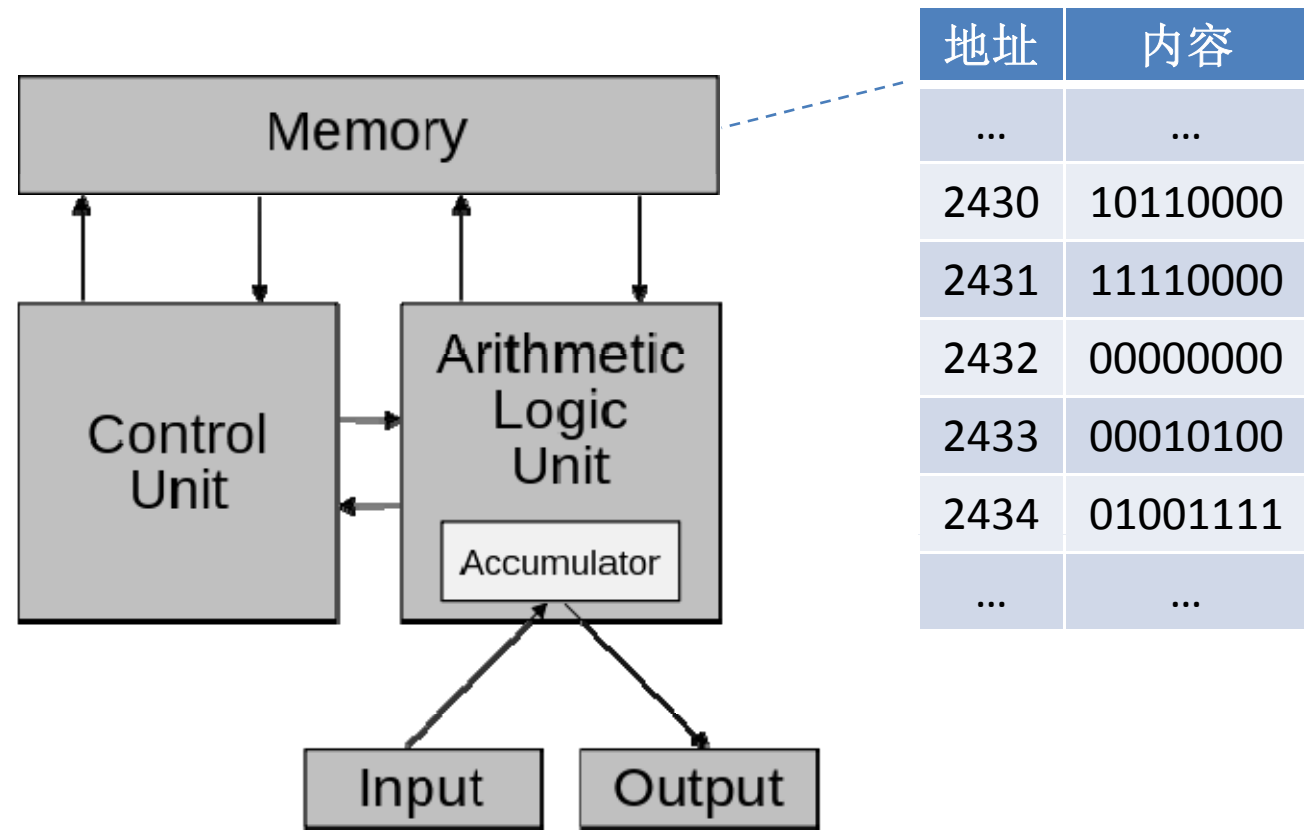 Memory
Control
Unit
Arithmetic
Logic
Unit
Accumulator
Input
Output
地址 内容
... ...
2430 10110000
2431 11110000
2432 00000000
2433 00010100
2434 01001111
... ...